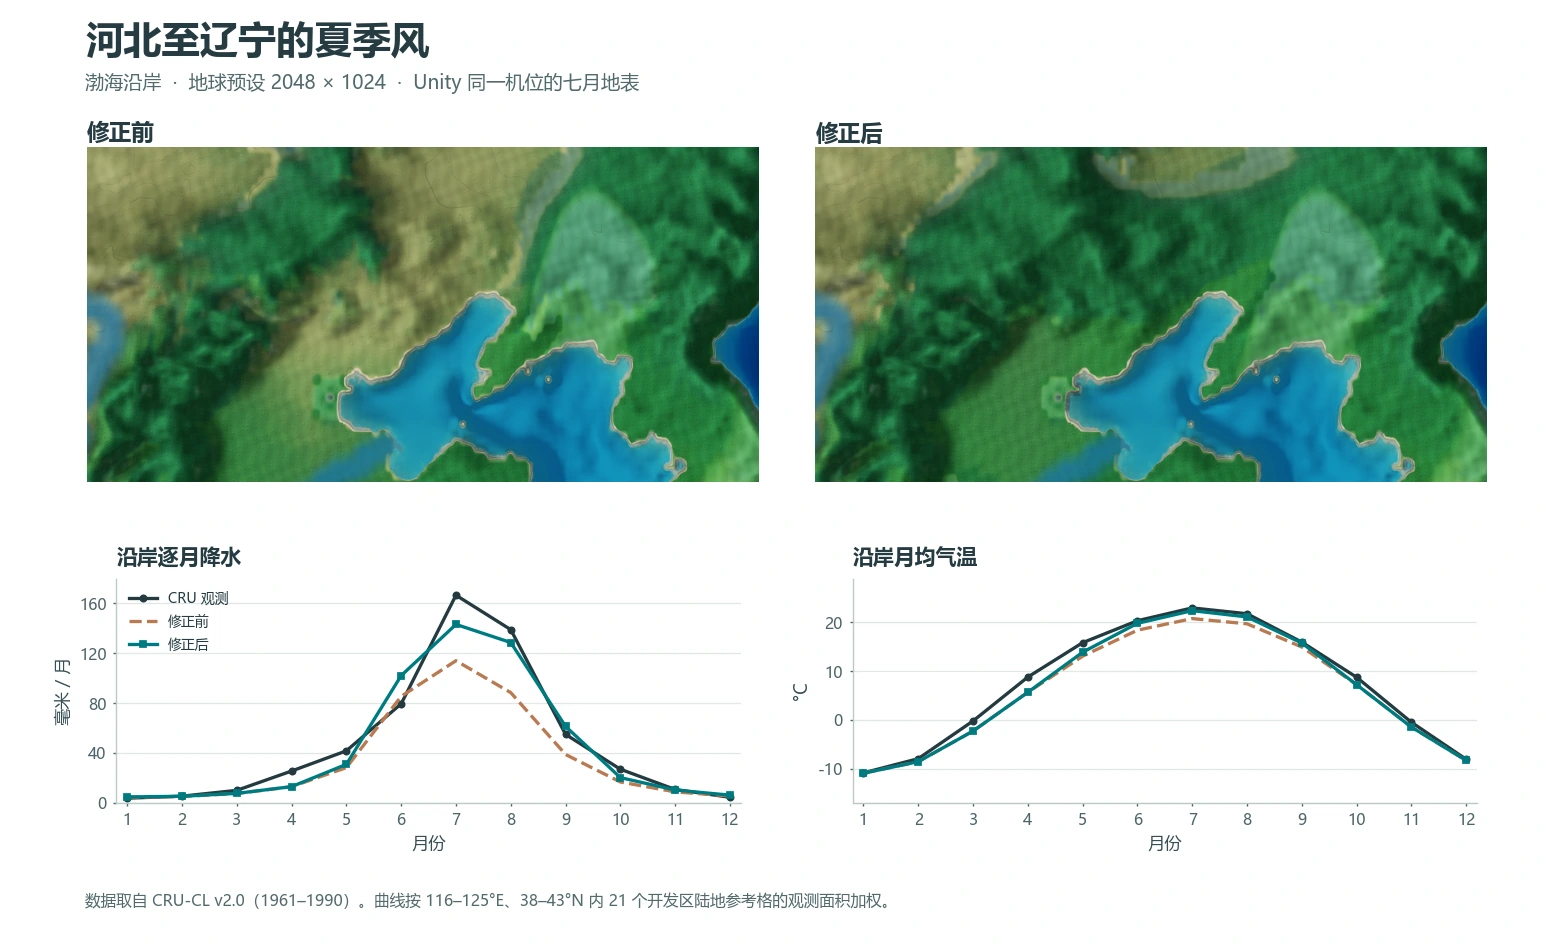 河北至辽宁的夏季风
渤海沿岸 · 地球预设 2048 × 1024 · Unity 同一机位的七月地表
修正前
修正后
沿岸逐月降水
CRU 观测
修正前
修正后
毫米 / 月
160
120
80
40
0
1 2 3 4 5 6 7 8 9 10 11 12
月份
沿岸月均气温
°C
20
10
0
-10
1 2 3 4 5 6 7 8 9 10 11 12
月份
数据取自 CRU-CL v2.0（1961–1990）。曲线按 116–125°E、38–43°N 内 21 个开发区陆地参考格的观测面积加权。